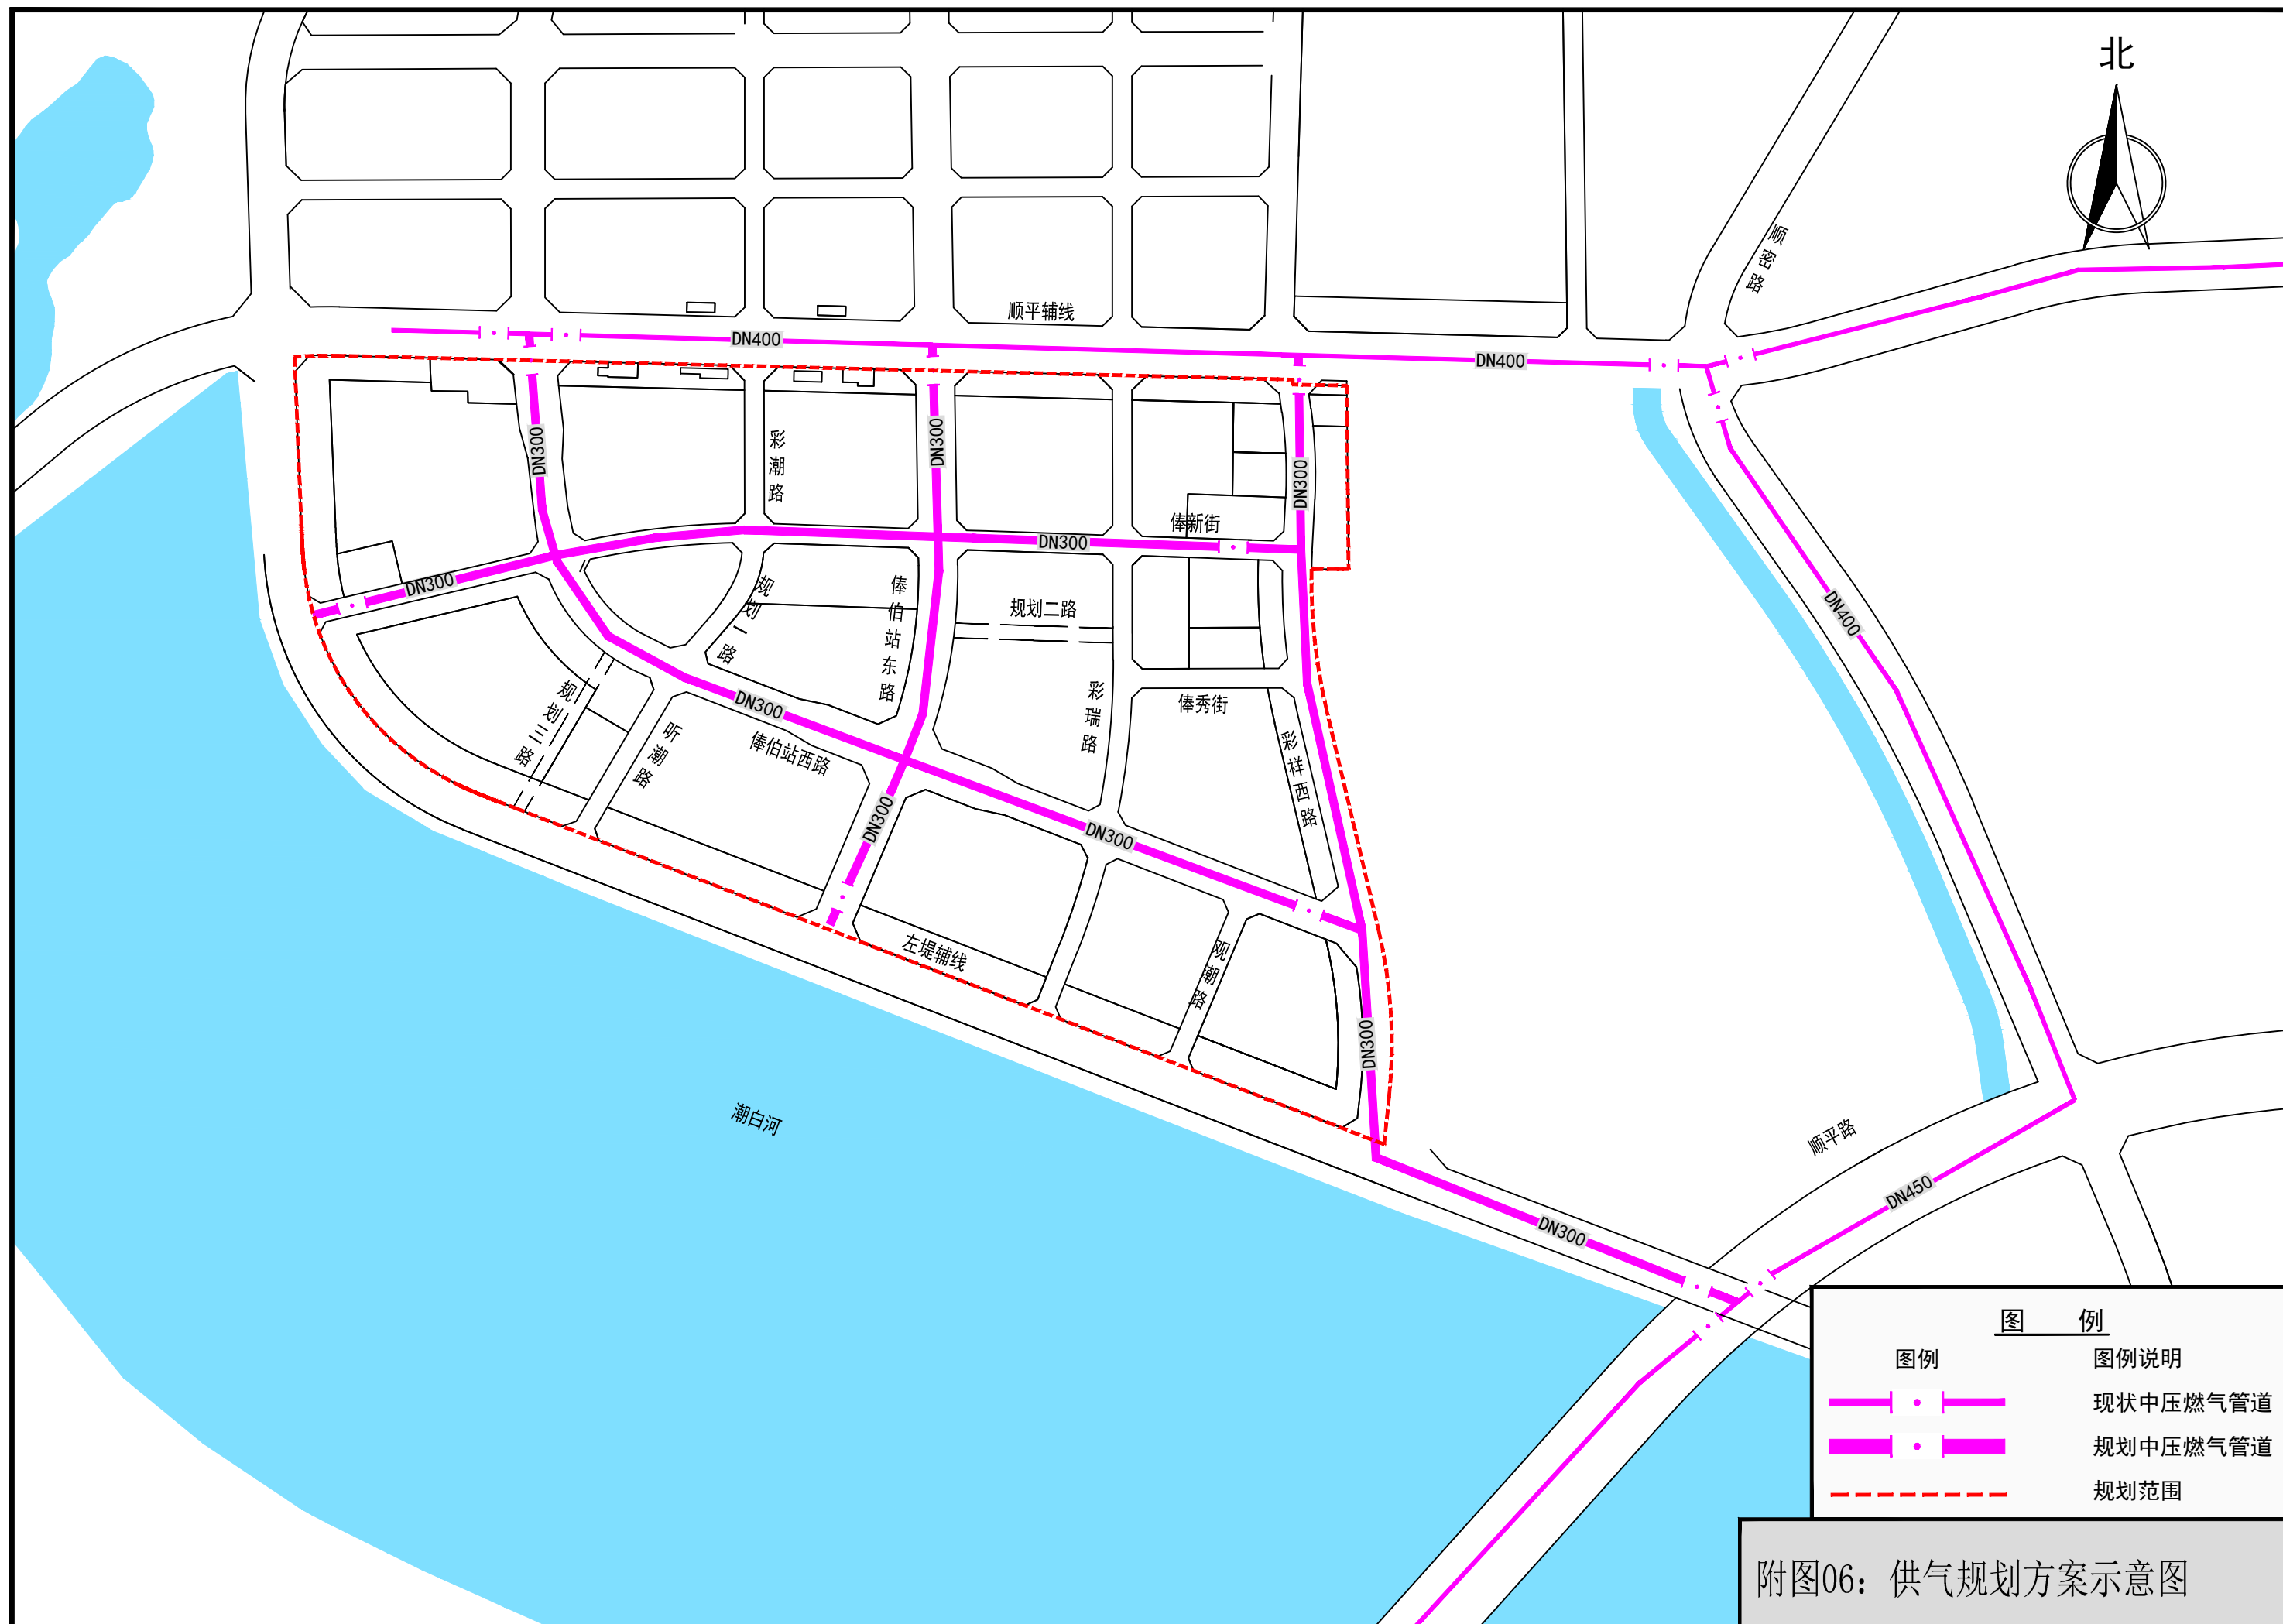 北
顺密路
顺平辅线
DN400
DN400
DN300
彩潮路
DN300
DN300
俸新街
DN300
DN300
规划一路
俸伯站东路
规划二路
DN400
规划三路
听潮路
DN300
俸伯站西路
彩瑞路
俸秀街
彩祥西路
DN300
DN300
左堤辅线
观潮路
DN300
潮白河
顺平路
DN450
DN300
图 例
图例 图例说明
现状中压燃气管道
规划中压燃气管道
规划范围
附图06：供气规划方案示意图